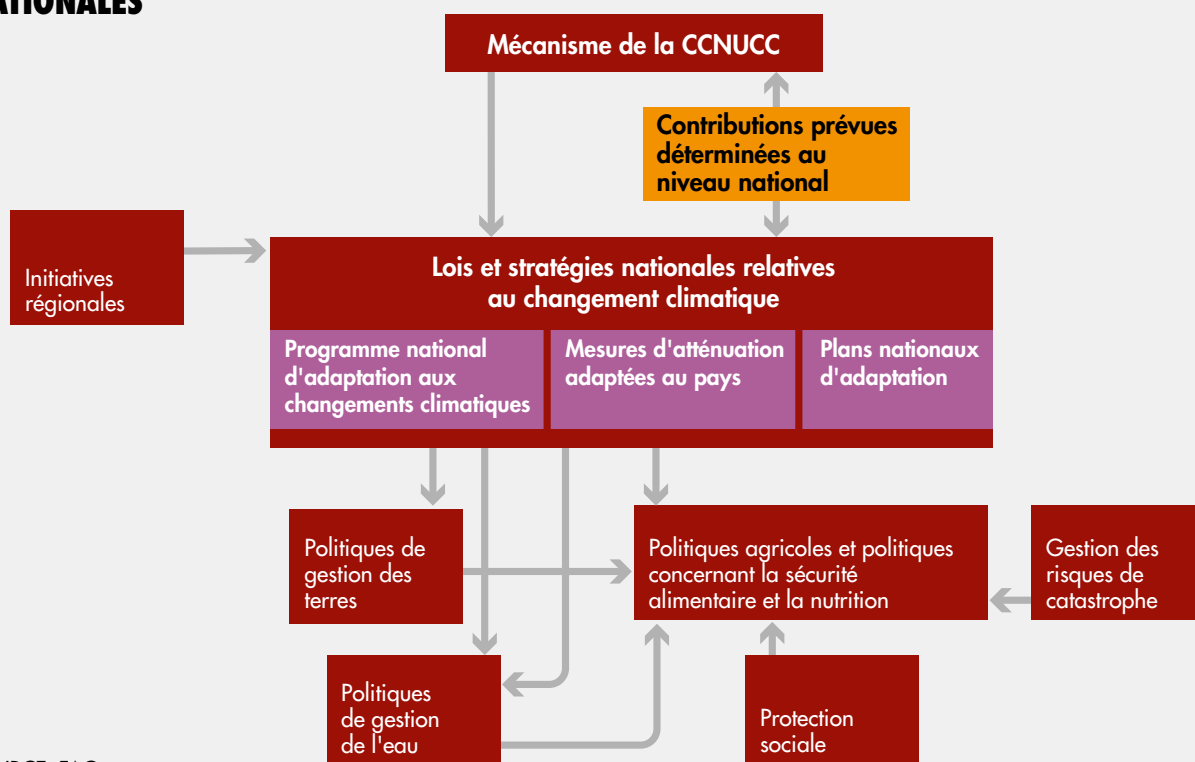 Mécanisme de la CCNUCC
Contributions prévues
déterminées au
niveau national
Initiatives
régionales
Lois et stratégies nationales relatives
au changement climatique
Programme national
d'adaptation aux
changements climatiques
Mesures d'atténuation
adaptées au pays
Plans nationaux
d'adaptation
Politiques de
gestion des
terres
Politiques agricoles et politiques
concernant la sécurité
alimentaire et la nutrition
Gestion des
risques de
catastrophe
Politiques
de gestion
de l'eau
Protection
sociale